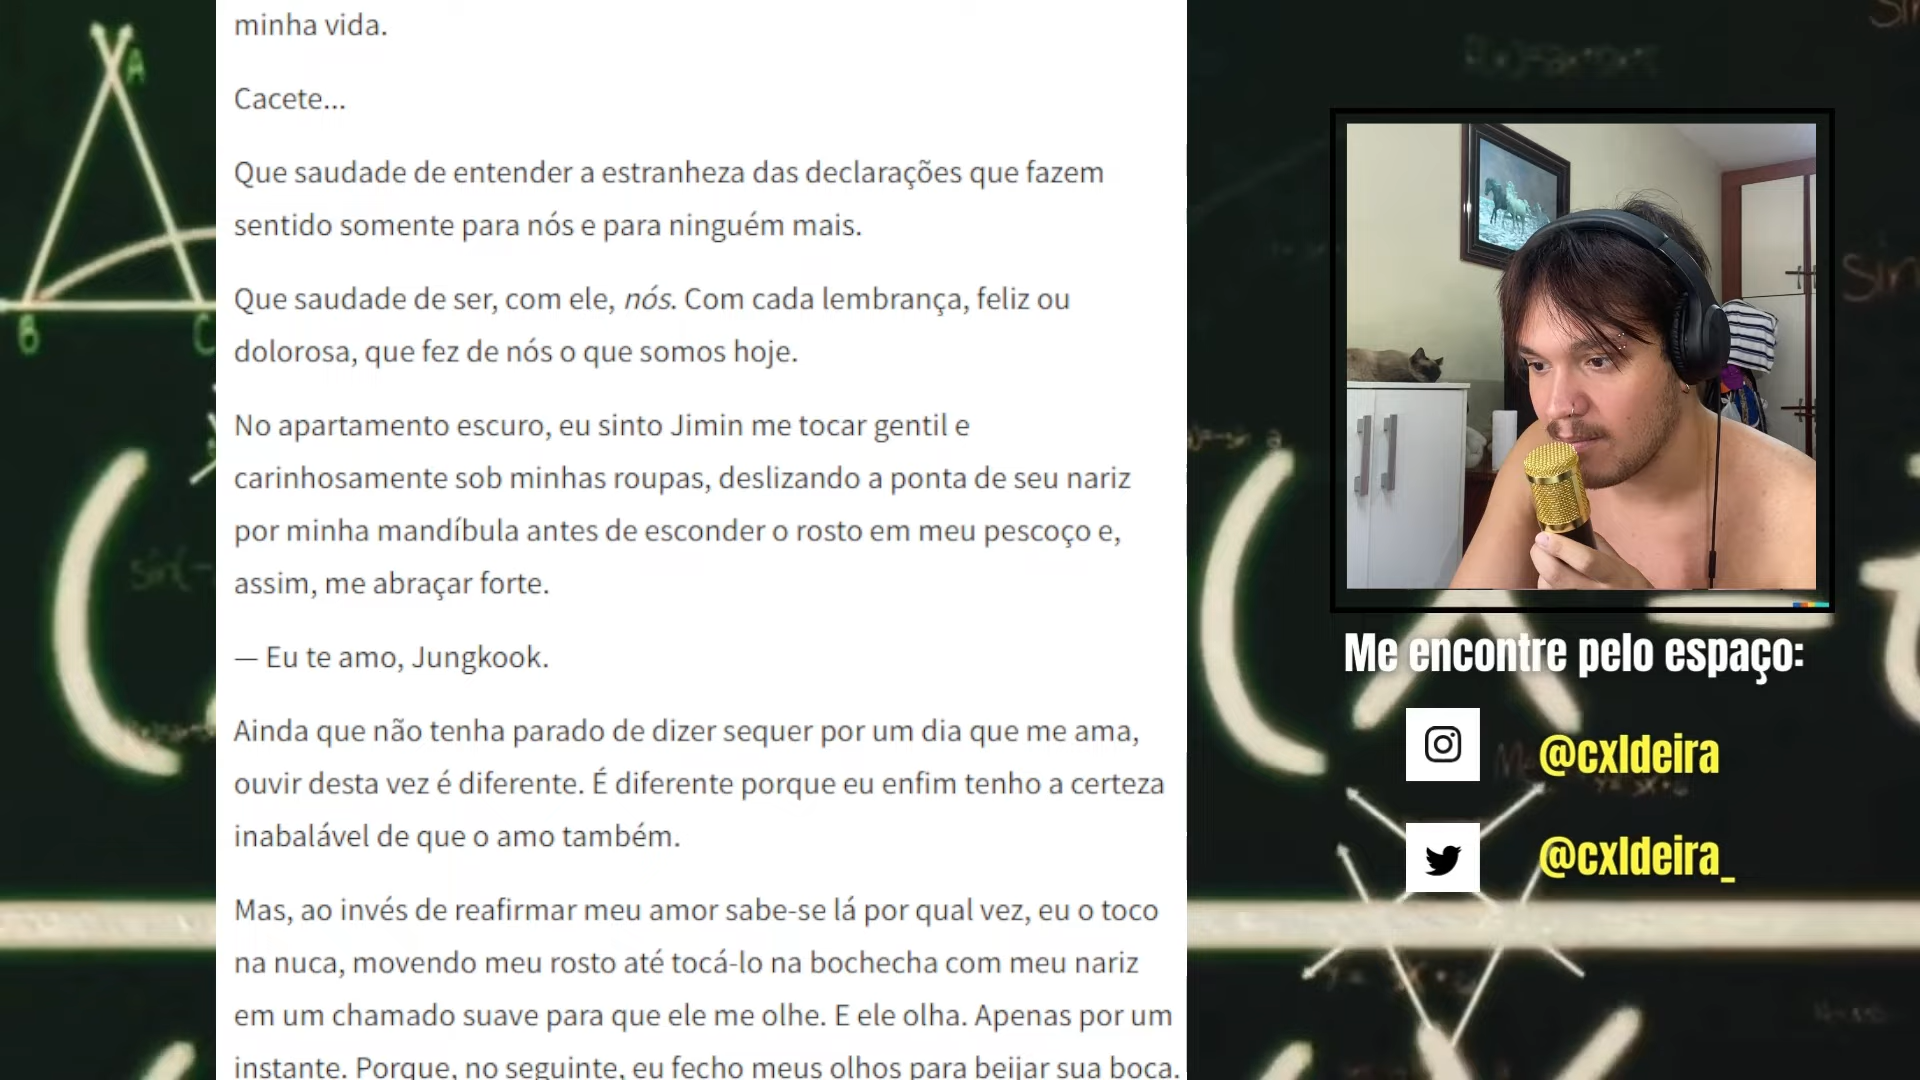 minha vida.
Cacete...
Que saudade de entender a estranheza das declarações que fazem
sentido somente para nós e para ninguém mais.
Que saudade de ser, com ele, nós. Com cada lembrança, feliz ou
dolorosa, que fez de nós o que somos hoje.
No apartamento escuro, eu sinto Jimin me tocar gentil e
carinhosamente sob minhas roupas, deslizando a ponta de seu nariz
por minha mandíbula antes de esconder o rosto em meu pescoço e,
assim, me abraçar forte.
— Eu te amo, Jungkook.
Ainda que não tenha parado de dizer sequer por um dia que me ama,
ouvir desta vez é diferente. É diferente porque eu enfim tenho a certeza
inabalável de que o amo também.
Mas, ao invés de reafirmar meu amor sabe-se lá por qual vez, eu o toco
na nuca, movendo meu rosto até tocá-lo na bochecha com meu nariz
em um chamado suave para que ele me olhe. E ele olha. Apenas por um
instante. Porque, no seguinte, eu fecho meus olhos para beijar sua boca.
Me encontre pelo espaço:
@cxldeira
@cxldeira_
A
B
C
sin(-
Sin